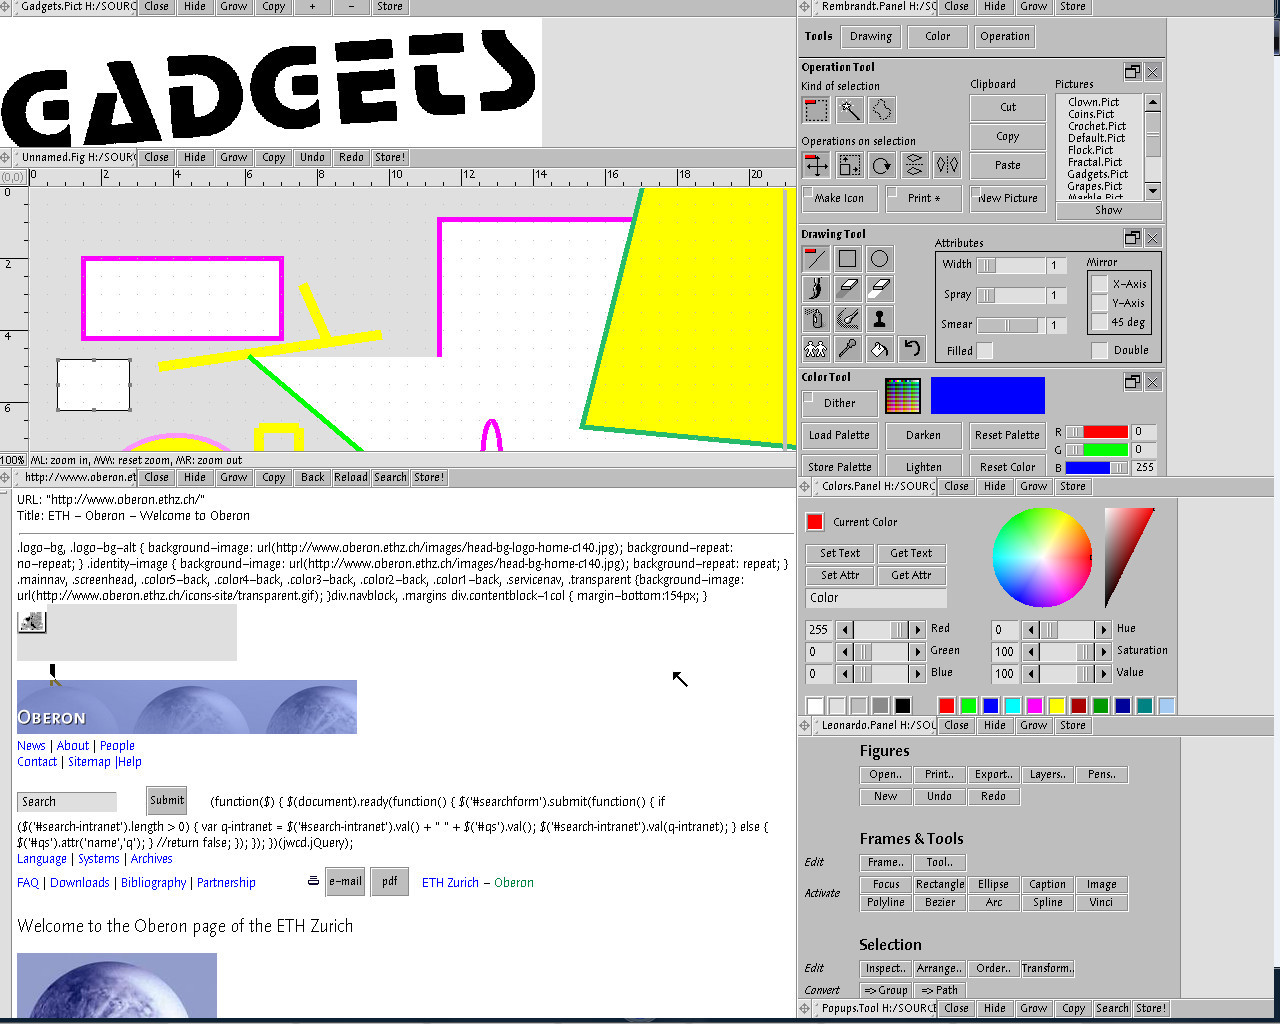 Gadgets.Pict H:/SOURC Close Hide Grow Copy + − Store
GADGETS
Unnamed.Fig H:/SOURC Close Hide Grow Copy Undo Redo Store!
(0,0) 0 2 4 6 8 10 12 14 16 18 20
0
2
4
6
100% ML: zoom in, MM: reset zoom, MR: zoom out
http://www.oberon.et Close Hide Grow Copy Back Reload Search Store!
URL: "http://www.oberon.ethz.ch/"
Title: ETH – Oberon – Welcome to Oberon
.logo-bg, .logo-bg-alt { background-image: url(http://www.oberon.ethz.ch/images/head-bg-logo-home-c140.jpg); background-repeat:
no-repeat; } .identity-image { background-image: url(http://www.oberon.ethz.ch/images/head-bg-home-c140.jpg); background-repeat: repeat; }
.mainnav, .screenhead, .color5-back, .color4-back, .color3-back, .color2-back, .color1-back, .servicenav, .transparent {background-image:
url(http://www.oberon.ethz.ch/icons-site/transparent.gif); }div.navblock, .margins div.contentblock-1col { margin-bottom:154px; }
OBERON
News | About | People
Contact | Sitemap |Help
Search Submit (function($) { $(document).ready(function() { $('#searchform').submit(function() { if
($('#search-intranet').length > 0) { var q-intranet = $('#search-intranet').val() + " " + $('#qs').val(); $('#search-intranet').val(q-intranet); } else {
$('#qs').attr('name','q'); } //return false; }); }); })(jwcd.jQuery);
Language | Systems | Archives
FAQ | Downloads | Bibliography | Partnership e-mail pdf ETH Zurich – Oberon
Welcome to the Oberon page of the ETH Zurich
Rembrandt.Panel H:/SC Close Hide Grow Store
Tools Drawing Color Operation
Operation Tool
Kind of selection Clipboard Pictures
Cut
Copy
Paste
Operations on selection
Make Icon Print * New Picture
Clown.Pict
Coins.Pict
Crochet.Pict
Default.Pict
Flock.Pict
Fractal.Pict
Gadgets.Pict
Grapes.Pict
Marble.Pict
Show
Drawing Tool
Attributes
Width 1
Spray 1
Smear 1
Filled
Mirror
X-Axis
Y-Axis
45 deg
Double
Color Tool
Dither
Load Palette Darken Reset Palette
Store Palette Lighten Reset Color
R 0
G 0
B 255
Colors.Panel H:/SOURC Close Hide Grow Store
Current Color
Set Text Get Text
Set Attr Get Attr
Color
255 Red 0 Hue
0 Green 100 Saturation
0 Blue 100 Value
Leonardo.Panel H:/SOU Close Hide Grow Store
Figures
Open.. Print.. Export.. Layers.. Pens..
New Undo Redo
Frames & Tools
Edit Frame.. Tool..
Activate Focus Rectangle Ellipse Caption Image
Polyline Bezier Arc Spline Vinci
Selection
Edit Inspect.. Arrange.. Order.. Transform..
Convert => Group => Path
Popups.Tool H:/SOURCE Close Hide Grow Copy Search Store!